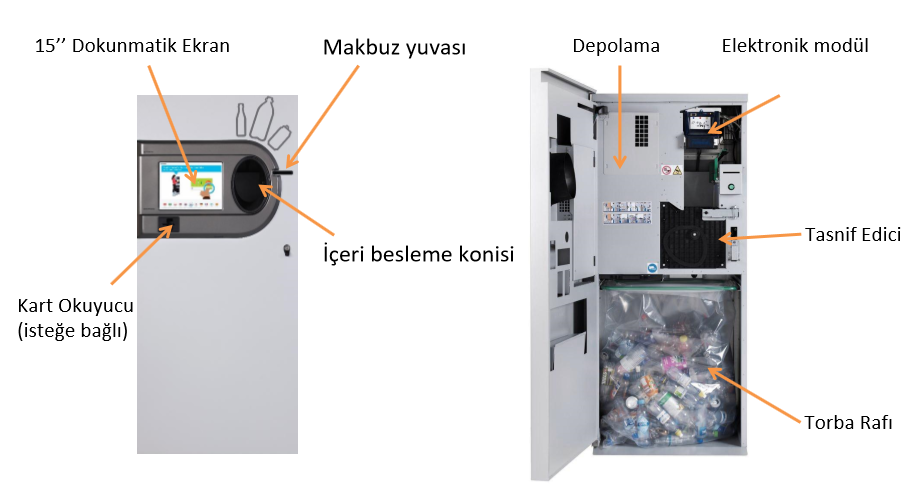 15’’ Dokunmatik Ekran
Makbuz yuvası
Depolama
Elektronik modül
İçeri besleme konisi
Tasnif Edici
Kart Okuyucu
(isteğe bağlı)
Torba Rafı